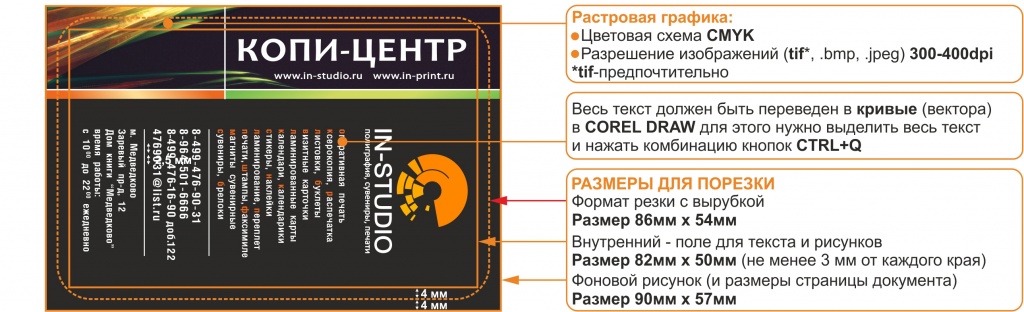 КОПИ-ЦЕНТР
www.in-studio.ru www.in-print.ru
IN-STUDIO
полиграфия, сувениры, печати
оперативная печать
ксерокопия, распечатка
листовки, буклеты
визитные карточки
ламинированные карты
календари, календарики
стикеры, наклейки
ламинирование, переплет
печати, штампы, факсимиле
магниты сувенирные
сувениры, брелоки
8-499-476-90-31
8-499-476-16-90 доб.122
4769031@list.ru
м. Медведково
Заревый пр-д, 12
Дом книги "Медведково"
время работы:
с 10⁰⁰ до 22⁰⁰ ежедневно
4 мм
4 мм
Растровая графика:
Цветовая схема CMYK
Разрешение изображений (tif*, .bmp, .jpeg) 300-400dpi
*tif-предпочтительно
Весь текст должен быть переведен в кривые (вектора)
в COREL DRAW для этого нужно выделить весь текст
и нажать комбинацию кнопок CTRL+Q
РАЗМЕРЫ ДЛЯ ПОРЕЗКИ
Формат резки с вырубкой
Размер 86мм х 54мм
Внутренний - поле для текста и рисунков
Размер 82мм х 50мм (не менее 3 мм от каждого края)
Фоновой рисунок (и размеры страницы документа)
Размер 90мм х 57мм